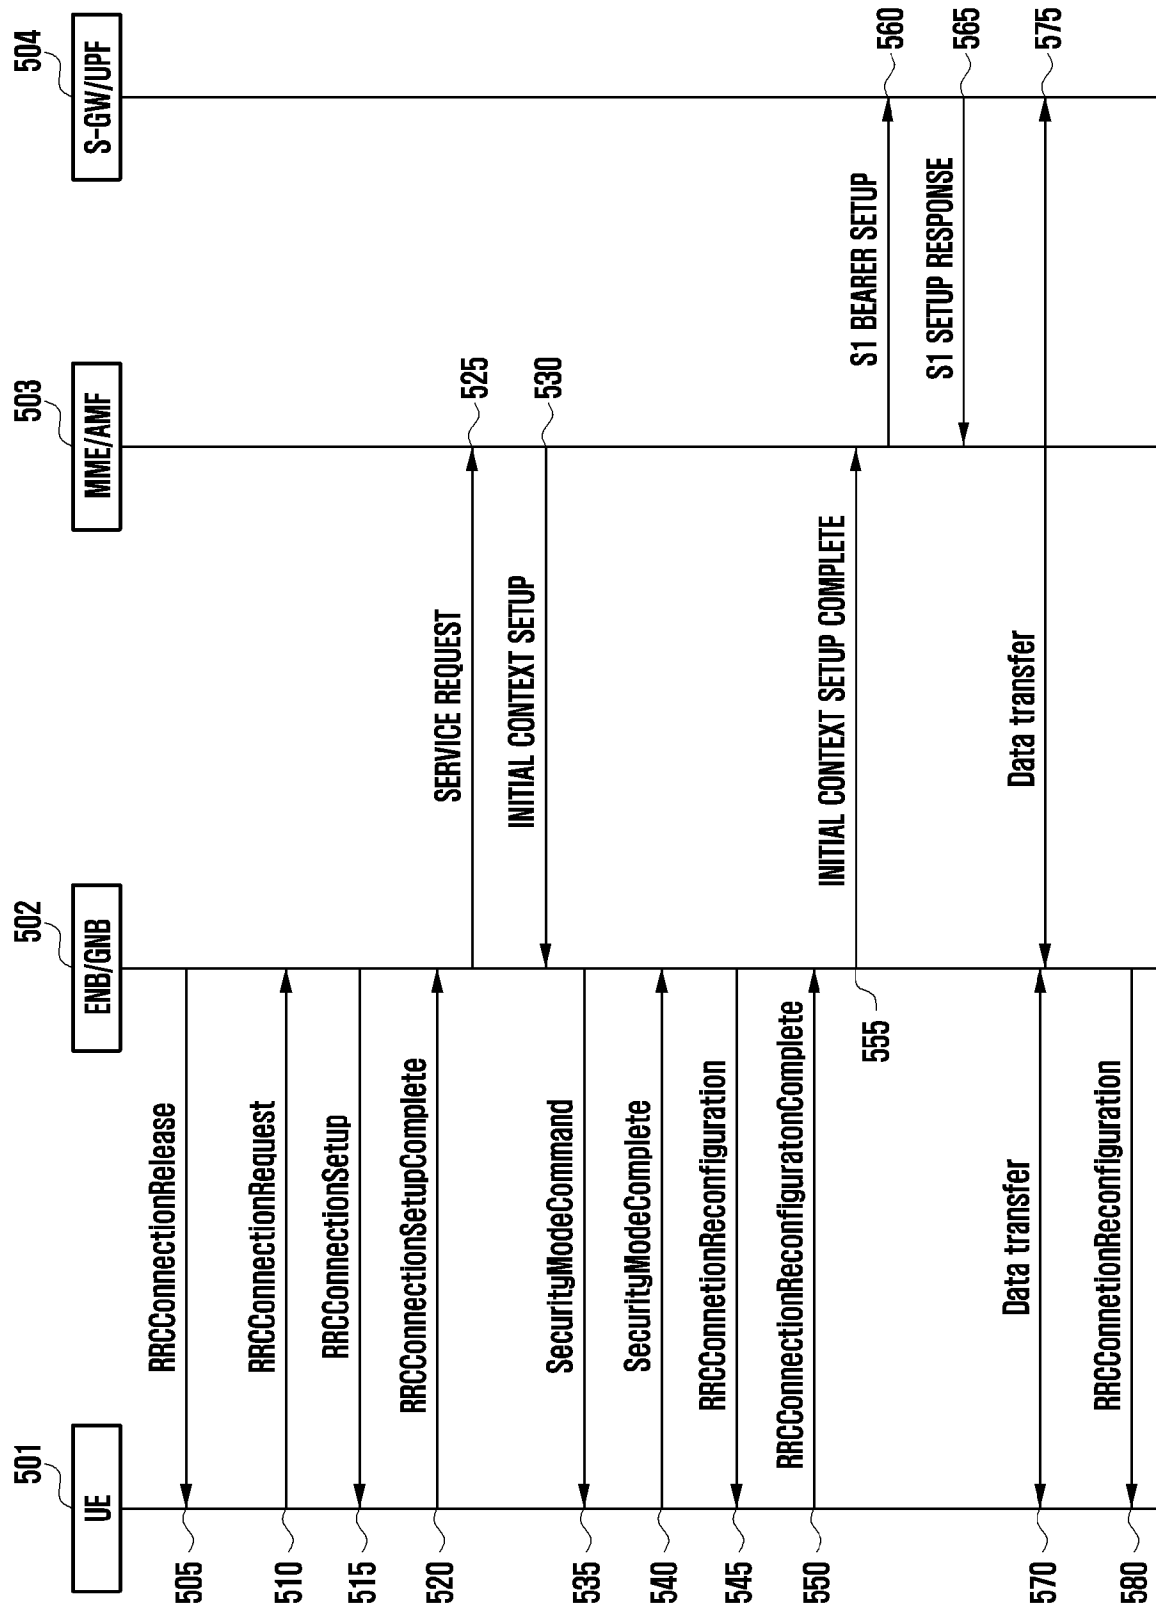 501
UE
502
ENB/GNB
503
MME/AMF
504
S-GW/UPF
505
RRCConnectionRelease
510
RRCConnectionRequest
515
RRCConnectionSetup
520
RRCConnectionSetupComplete
SERVICE REQUEST
525
INITIAL CONTEXT SETUP
530
535
SecurityModeCommand
540
SecurityModeComplete
545
RRCConnetionReconfiguration
550
RRCConnectionReconfiguratonComplete
555
INITIAL CONTEXT SETUP COMPLETE
S1 BEARER SETUP
560
S1 SETUP RESPONSE
565
570
Data transfer
Data transfer
575
580
RRCConnetionReconfiguration